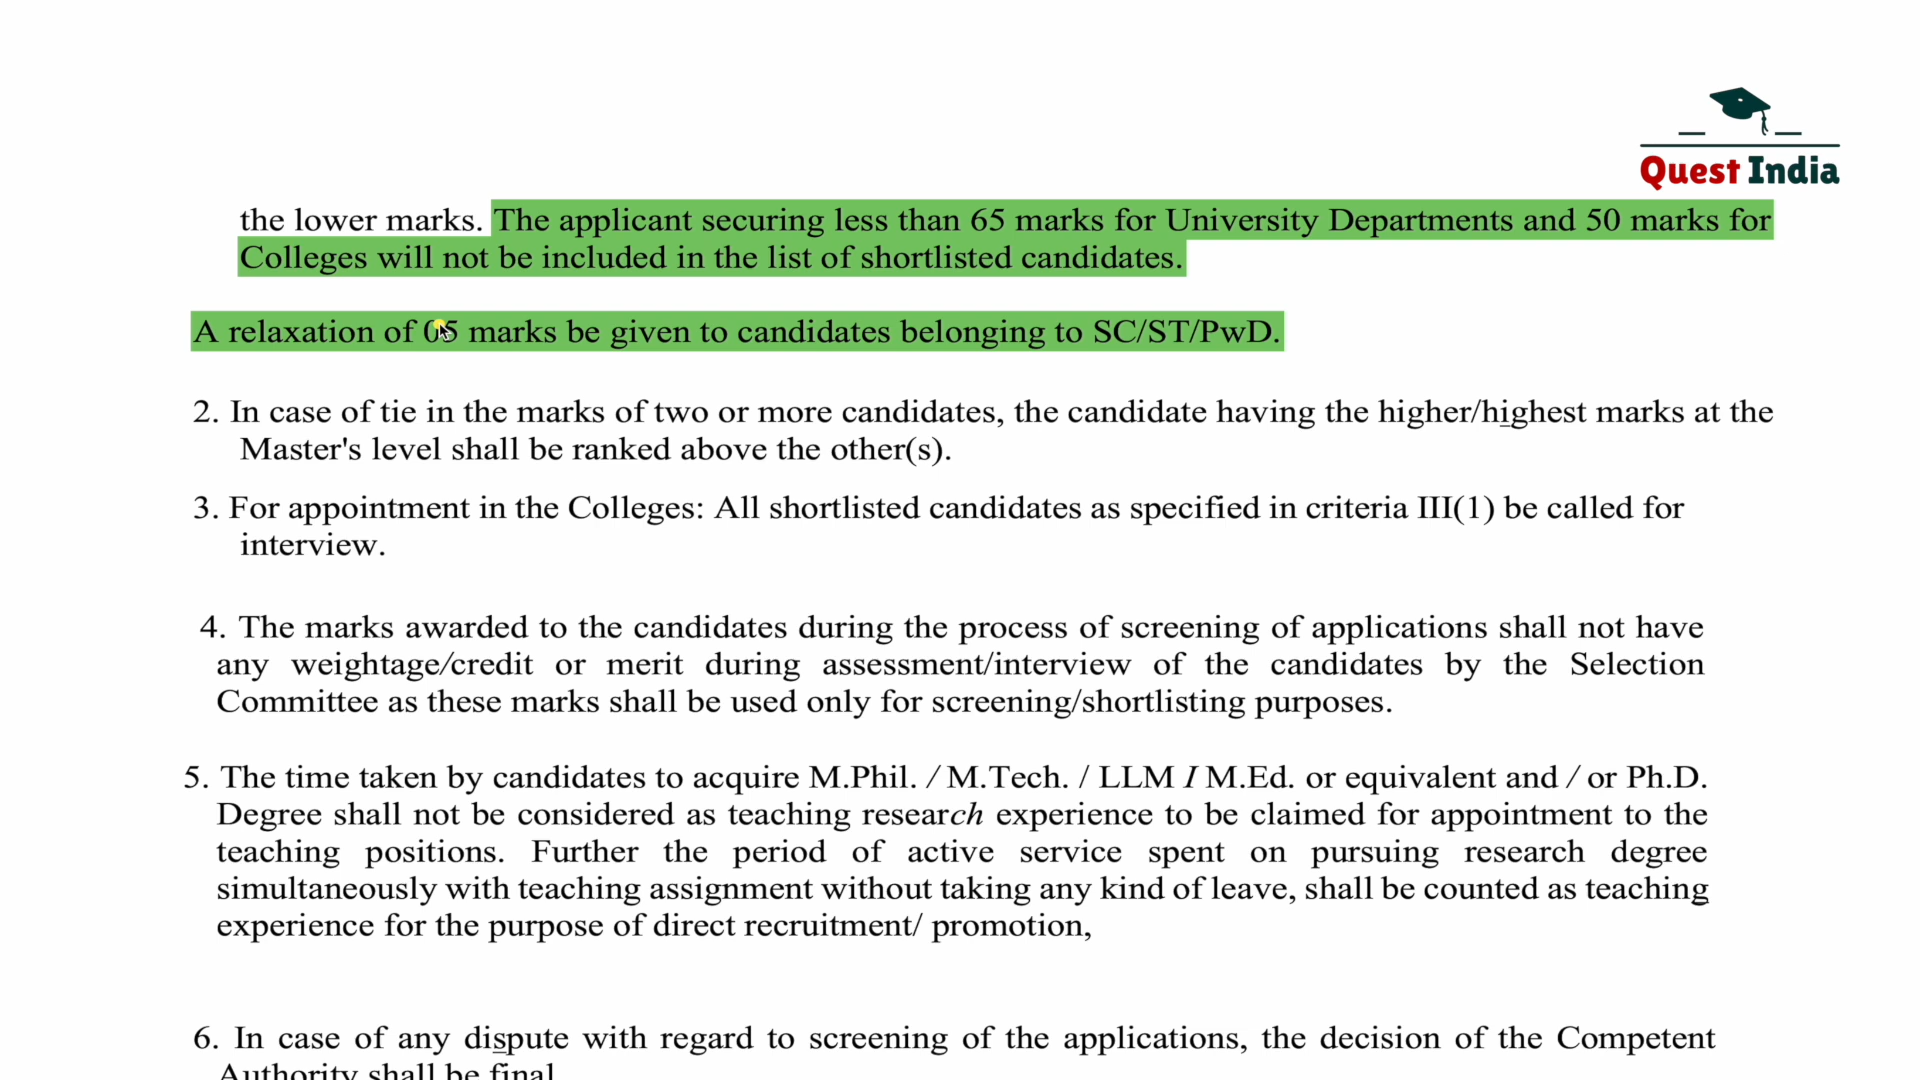 Quest India
the lower marks. The applicant securing less than 65 marks for University Departments and 50 marks for
Colleges will not be included in the list of shortlisted candidates.
A relaxation of 05 marks be given to candidates belonging to SC/ST/PwD.
2. In case of tie in the marks of two or more candidates, the candidate having the higher/highest marks at the
Master's level shall be ranked above the other(s).
3. For appointment in the Colleges: All shortlisted candidates as specified in criteria III(1) be called for
interview.
4. The marks awarded to the candidates during the process of screening of applications shall not have
any weightage/credit or merit during assessment/interview of the candidates by the Selection
Committee as these marks shall be used only for screening/shortlisting purposes.
5. The time taken by candidates to acquire M.Phil. / M.Tech. / LLM I M.Ed. or equivalent and / or Ph.D.
Degree shall not be considered as teaching research experience to be claimed for appointment to the
teaching positions. Further the period of active service spent on pursuing research degree
simultaneously with teaching assignment without taking any kind of leave, shall be counted as teaching
experience for the purpose of direct recruitment/ promotion,
6. In case of any dispute with regard to screening of the applications, the decision of the Competent
Authority shall be final